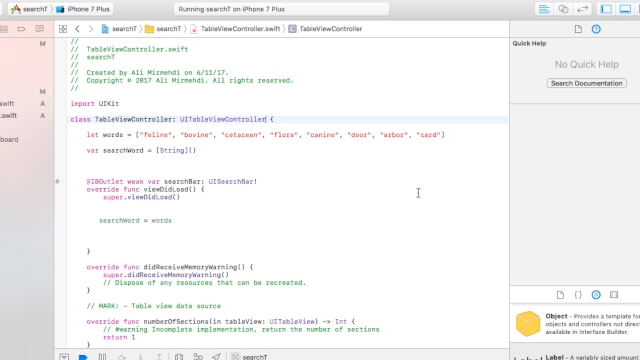 searchT
iPhone 7 Plus
Running searchT on iPhone 7 Plus
searchT
searchT
TableViewController.swift
TableViewController
M
M
.swift
s.swift
board
//
// TableViewController.swift
// searchT
//
// Created by Ali Mirmehdi on 6/11/17.
// Copyright © 2017 Ali Mirmehdi. All rights reserved.
//
import UIKit
class TableViewController: UITableViewController {
let words = ["feline", "bovine", "cetacean", "flora", "canine", "door", "arbor", "card"]
var searchWord = [String]()
@IBOutlet weak var searchBar: UISearchBar!
override func viewDidLoad() {
super.viewDidLoad()
searchWord = words
}
override func didReceiveMemoryWarning() {
super.didReceiveMemoryWarning()
// Dispose of any resources that can be recreated.
}
// MARK: - Table view data source
override func numberOfSections(in tableView: UITableView) -> Int {
// #warning Incomplete implementation, return the number of sections
return 1
searchT
Quick Help
No Quick Help
Search Documentation
Object - Provides a template for
objects and controllers not direct
available in Interface Builder.
Label - A variably sized amount